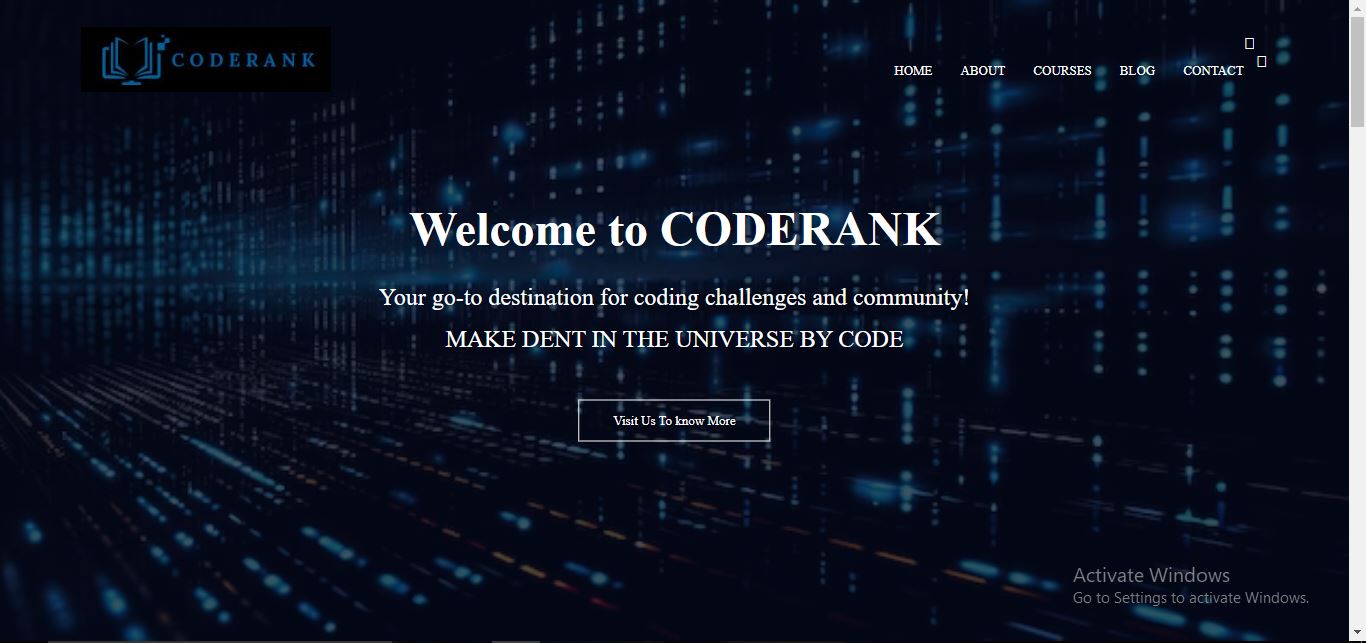 CODERANK
HOME ABOUT COURSES BLOG CONTACT
Welcome to CODERANK
Your go-to destination for coding challenges and community!
MAKE DENT IN THE UNIVERSE BY CODE
Visit Us To know More
Activate Windows
Go to Settings to activate Windows.